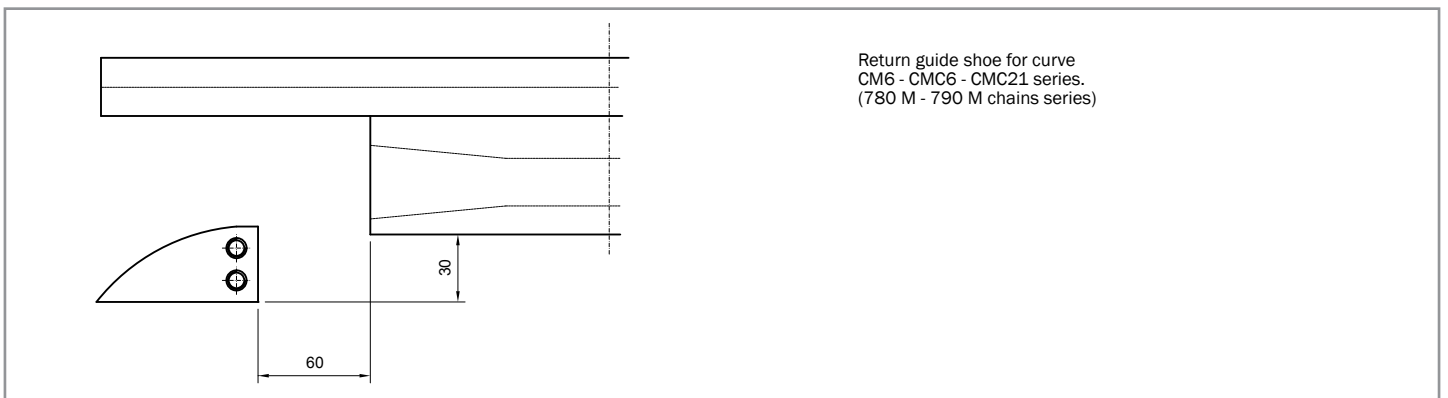 Return guide shoe for curve
CM6 - CMC6 - CMC21 series.
(780 M - 790 M chains series)
30
60